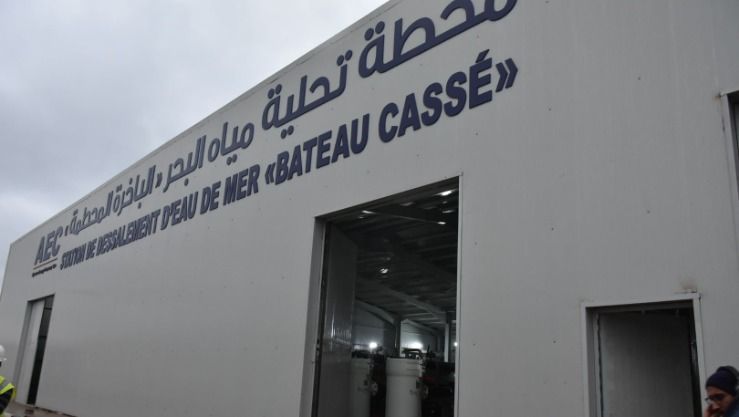 محطة تحلية مياه البحر «الباخرة المحطمة»
STATION DE DESSALEMENT D'EAU DE MER «BATEAU CASSÉ»
AEC